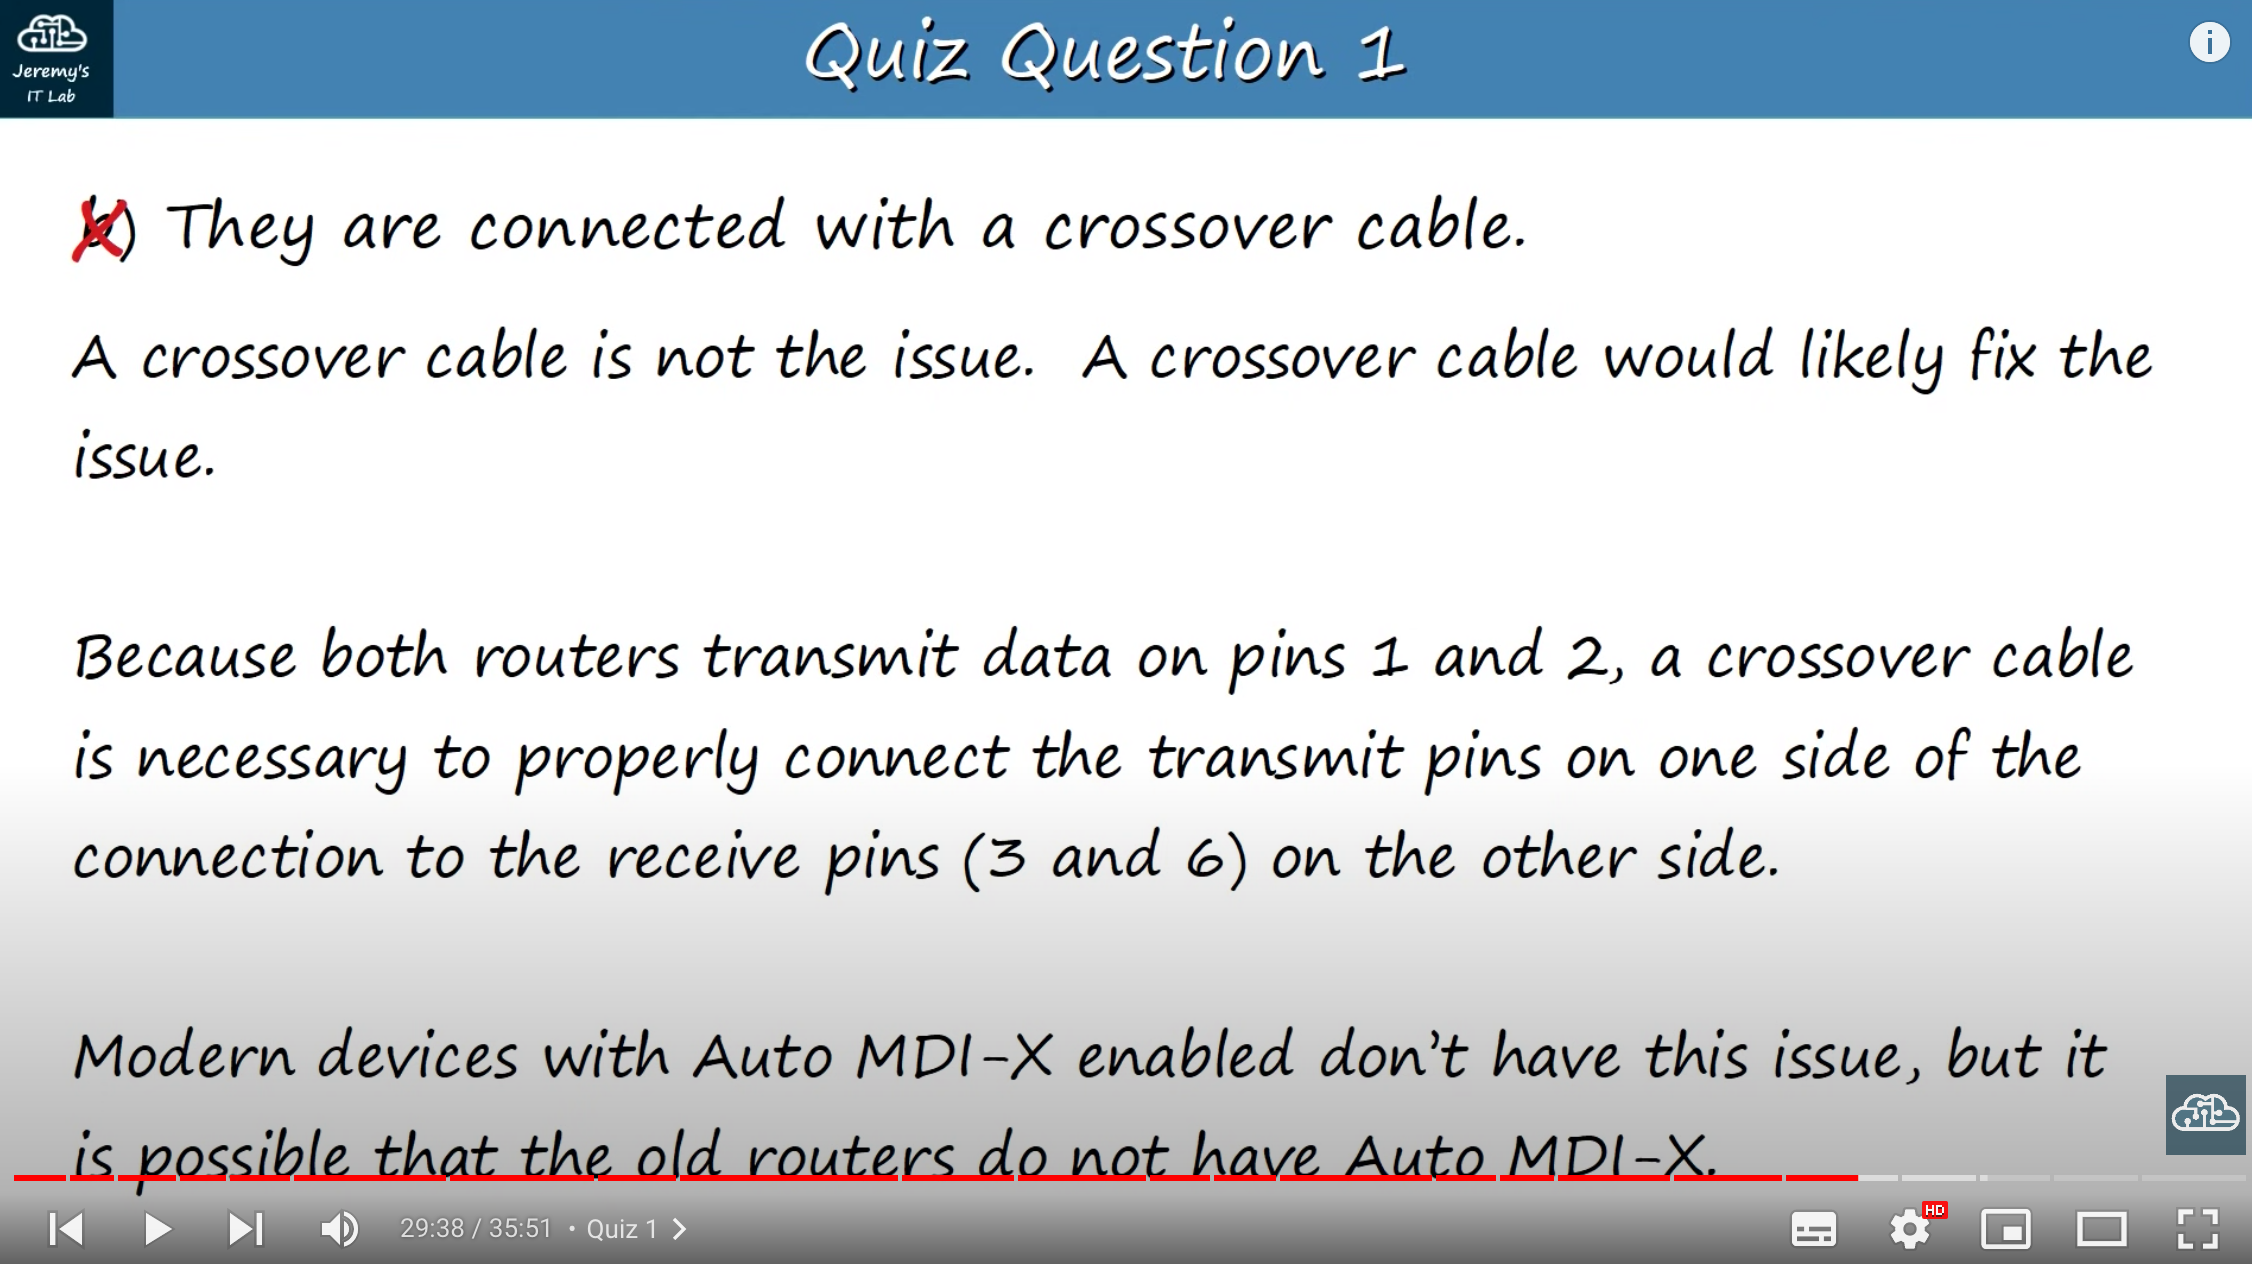 Jeremy's
IT Lab
Quiz Question 1
b) They are connected with a crossover cable.
A crossover cable is not the issue. A crossover cable would likely fix the
issue.
Because both routers transmit data on pins 1 and 2, a crossover cable
is necessary to properly connect the transmit pins on one side of the
connection to the receive pins (3 and 6) on the other side.
Modern devices with Auto MDI-X enabled don't have this issue, but it
is possible that the old routers do not have Auto MDI-X.
29:38 / 35:51 • Quiz 1
HD